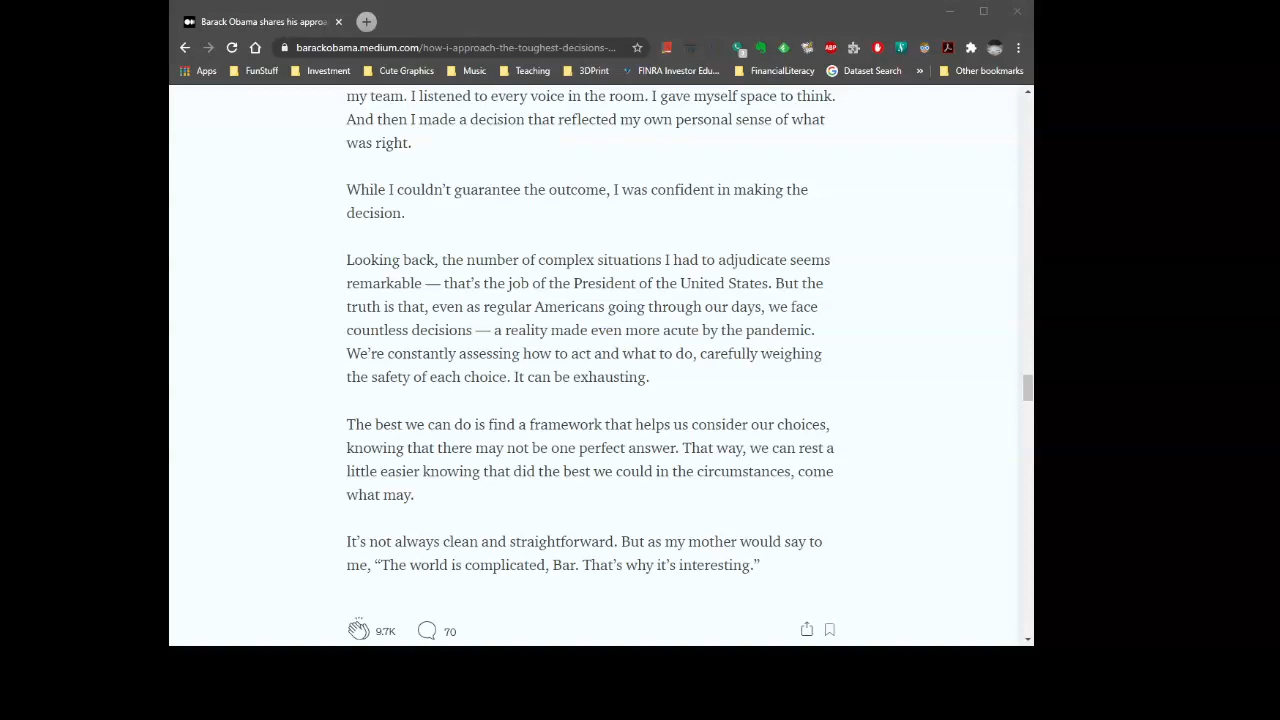 Barack Obama shares his approa
barackobama.medium.com/how-i-approach-the-toughest-decisions-...
Apps FunStuff Investment Cute Graphics Music Teaching 3DPrint FINRA Investor Edu... FinancialLiteracy Dataset Search » Other bookmarks
my team. I listened to every voice in the room. I gave myself space to think.
And then I made a decision that reflected my own personal sense of what
was right.
While I couldn’t guarantee the outcome, I was confident in making the
decision.
Looking back, the number of complex situations I had to adjudicate seems
remarkable — that’s the job of the President of the United States. But the
truth is that, even as regular Americans going through our days, we face
countless decisions — a reality made even more acute by the pandemic.
We’re constantly assessing how to act and what to do, carefully weighing
the safety of each choice. It can be exhausting.
The best we can do is find a framework that helps us consider our choices,
knowing that there may not be one perfect answer. That way, we can rest a
little easier knowing that did the best we could in the circumstances, come
what may.
It’s not always clean and straightforward. But as my mother would say to
me, “The world is complicated, Bar. That’s why it’s interesting.”
9.7K 70